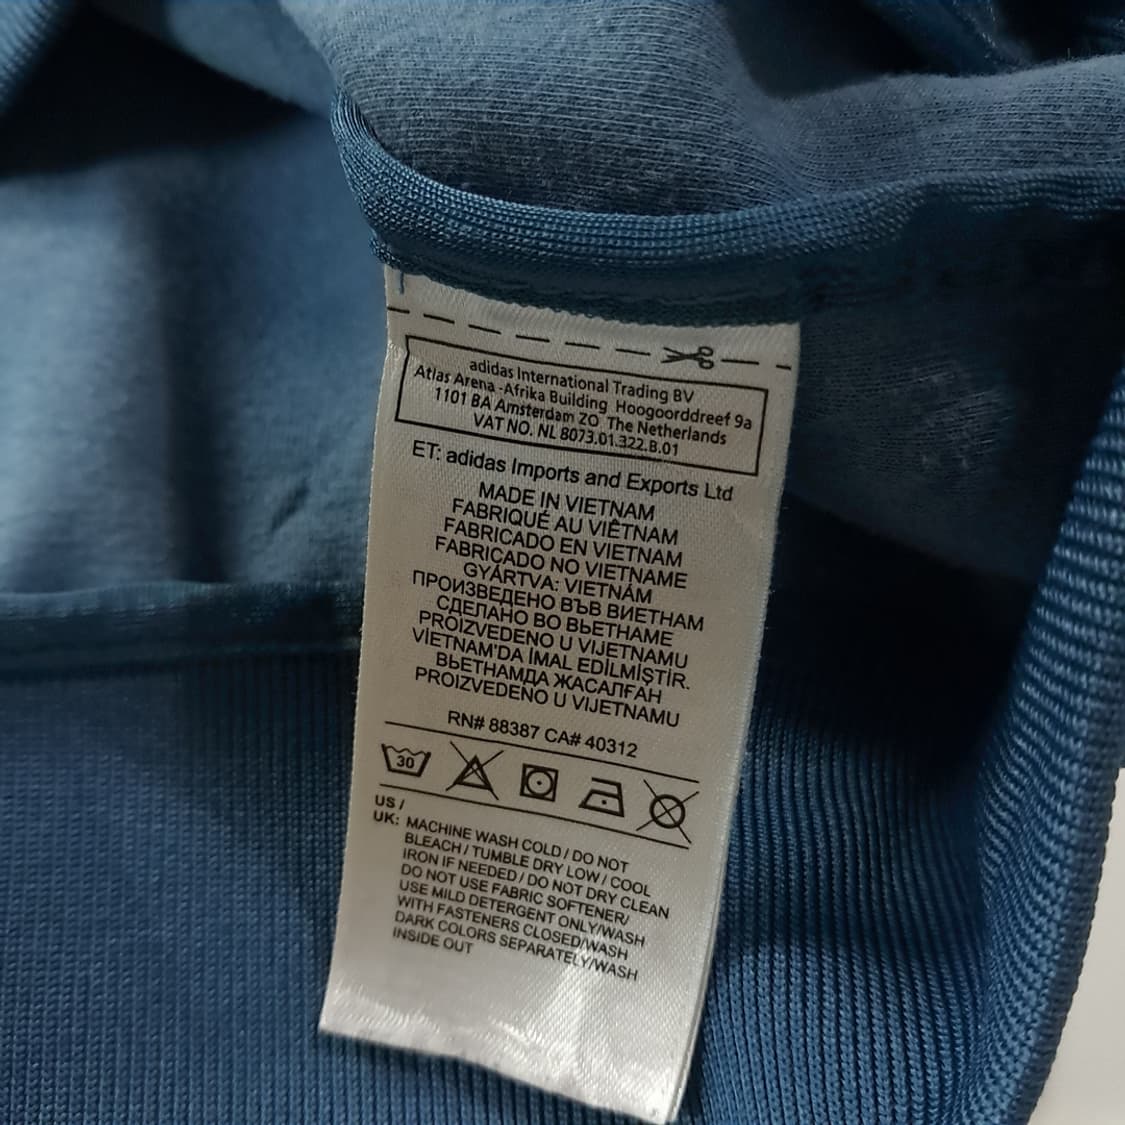 adidas International Trading BV
Atlas Arena -Afrika Building Hoogoorddreef 9a
1101 BA Amsterdam ZO The Netherlands
VAT NO. NL 8073.01.322.B.01
ET: adidas Imports and Exports Ltd
MADE IN VIETNAM
FABRIQUÉ AU VIÊTNAM
FABRICADO EN VIETNAM
FABRICADO NO VIETNAME
GYÁRTVA: VIETNÁM
ПРОИЗВЕДЕНО ВЪВ ВИЕТНАМ
СДЕЛАНО ВО ВЬЕТНАМЕ
PROIZVEDENO U VIJETNAMU
VİETNAM'DA İMAL EDİLMİŞTİR.
ВЬЕТНАМДА ЖАСАЛҒАН
PROIZVEDENO U VIJETNAMU
RN# 88387 CA# 40312
30
US /
UK: MACHINE WASH COLD / DO NOT
BLEACH / TUMBLE DRY LOW / COOL
IRON IF NEEDED / DO NOT DRY CLEAN
DO NOT USE FABRIC SOFTENER/
USE MILD DETERGENT ONLY/WASH
WITH FASTENERS CLOSED/WASH
DARK COLORS SEPARATELY/WASH
INSIDE OUT